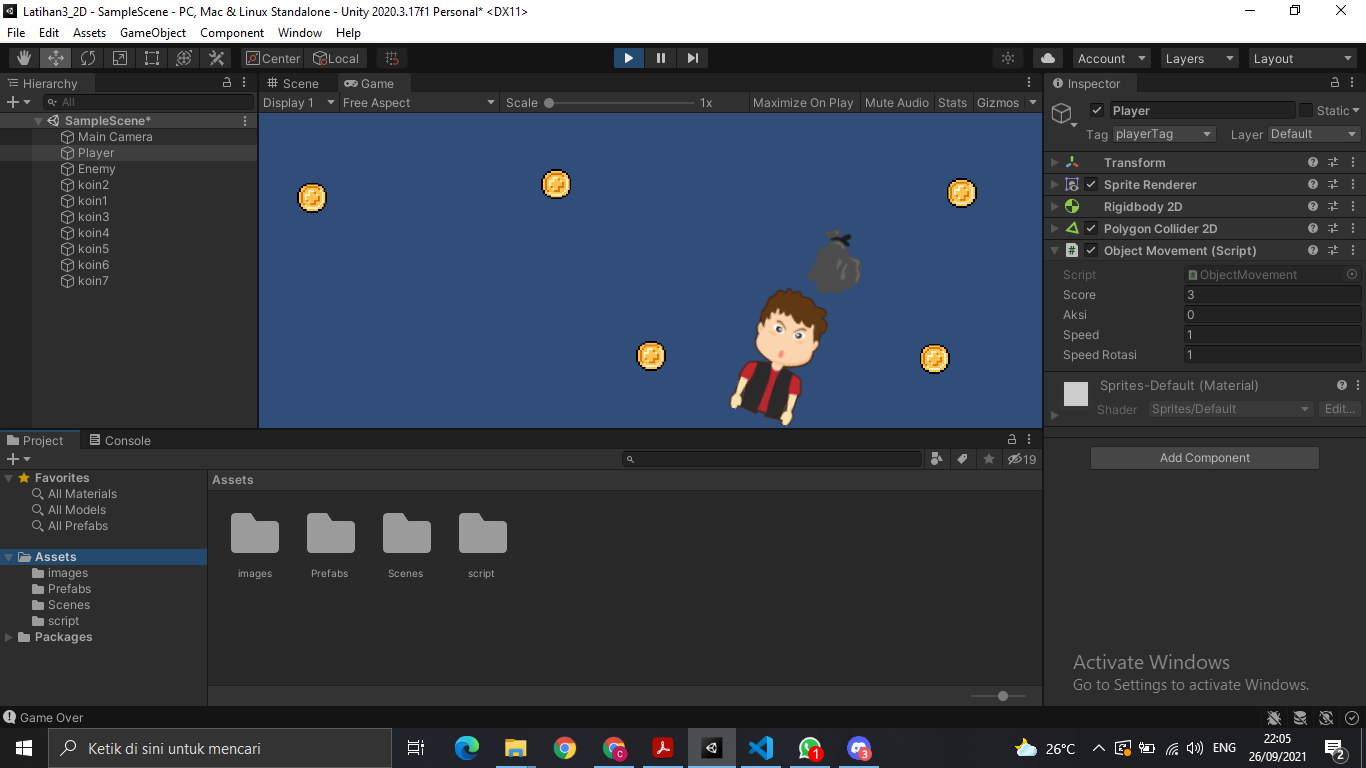 Latihan3_2D - SampleScene - PC, Mac & Linux Standalone - Unity 2020.3.17f1 Personal* <DX11>
File Edit Assets GameObject Component Window Help
Center Local Account Layers Layout
Hierarchy
All
SampleScene*
Main Camera
Player
Enemy
koin2
koin1
koin3
koin4
koin5
koin6
koin7
Scene Game
Display 1 Free Aspect Scale 1x Maximize On Play Mute Audio Stats Gizmos
Inspector
Player Static
Tag playerTag Layer Default
Transform
Sprite Renderer
Rigidbody 2D
Polygon Collider 2D
Object Movement (Script)
Script ObjectMovement
Score 3
Aksi 0
Speed 1
Speed Rotasi 1
Sprites-Default (Material)
Shader Sprites/Default Edit...
Add Component
Project Console
19
Favorites
All Materials
All Models
All Prefabs
Assets
images
Prefabs
Scenes
script
Packages
Assets
images Prefabs Scenes script
Activate Windows
Go to Settings to activate Windows.
Game Over
Ketik di sini untuk mencari
C
1
3
26°C
ENG
22:05
26/09/2021
2